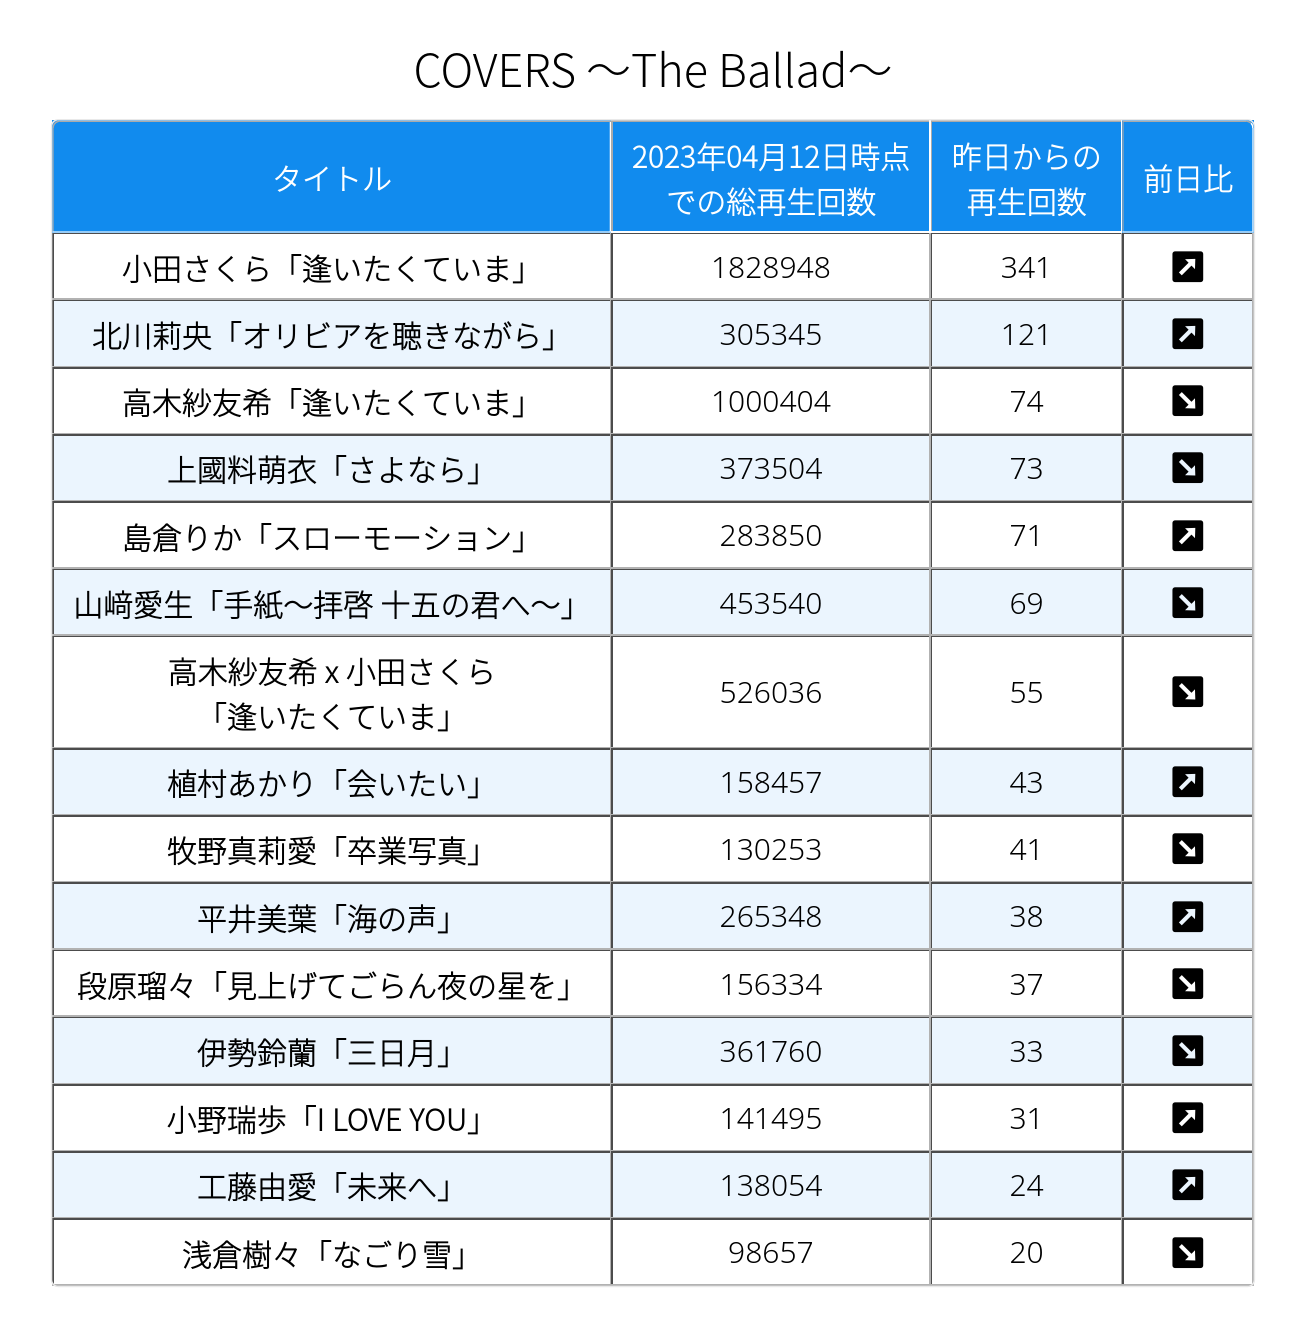 COVERS ～The Ballad～
タイトル 2023年04月12日時点 昨日からの 前日比
での総再生回数 再生回数
小田さくら「逢いたくていま」 1828948 341 ↗
北川莉央「オリビアを聴きながら」 305345 121 ↗
高木紗友希「逢いたくていま」 1000404 74 ↘
上國料萌衣「さよなら」 373504 73 ↘
島倉りか「スローモーション」 283850 71 ↗
山﨑愛生「手紙～拝啓 十五の君へ～」 453540 69 ↘
高木紗友希 x 小田さくら
「逢いたくていま」 526036 55 ↘
植村あかり「会いたい」 158457 43 ↗
牧野真莉愛「卒業写真」 130253 41 ↘
平井美葉「海の声」 265348 38 ↗
段原瑠々「見上げてごらん夜の星を」 156334 37 ↘
伊勢鈴蘭「三日月」 361760 33 ↘
小野瑞歩「I LOVE YOU」 141495 31 ↗
工藤由愛「未来へ」 138054 24 ↗
浅倉樹々「なごり雪」 98657 20 ↘